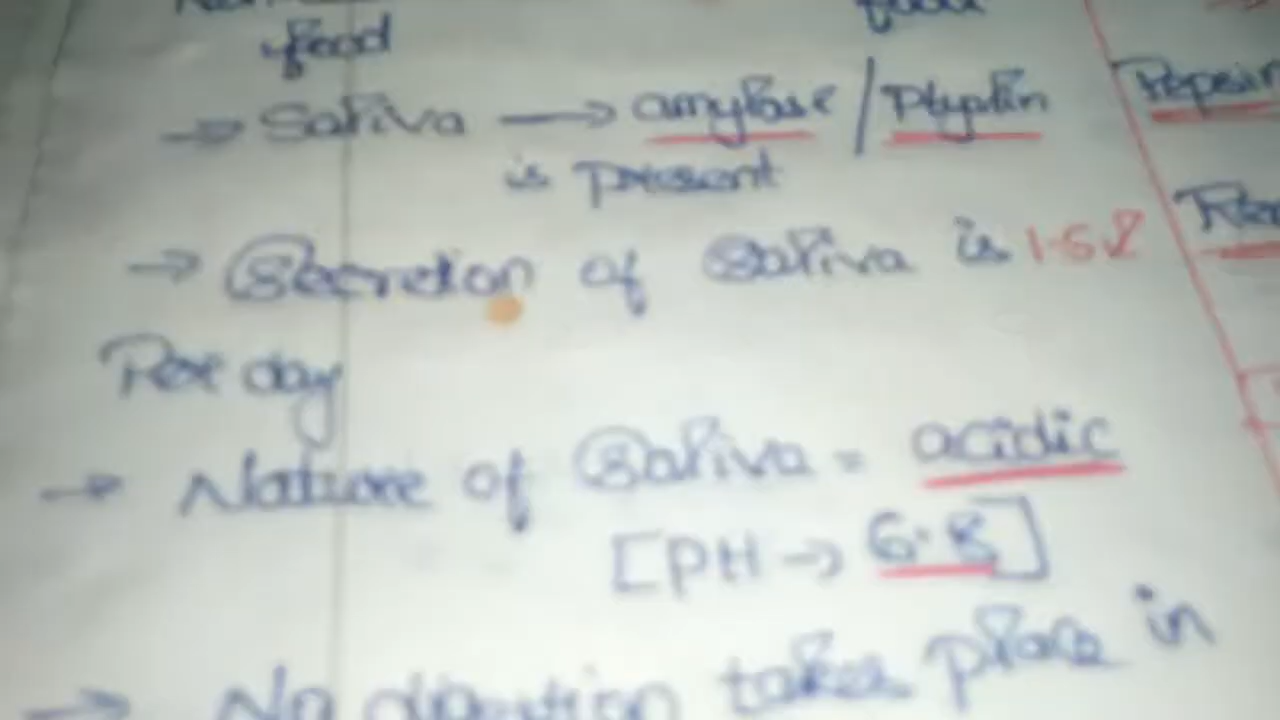 food
→ Saliva → amylase / Ptyalin
is present
→ Secretion of Saliva is 1.5 l
Per day
→ Nature of Saliva = acidic
[PH → 6.8]
→ No digestion takes place in
Pepsin